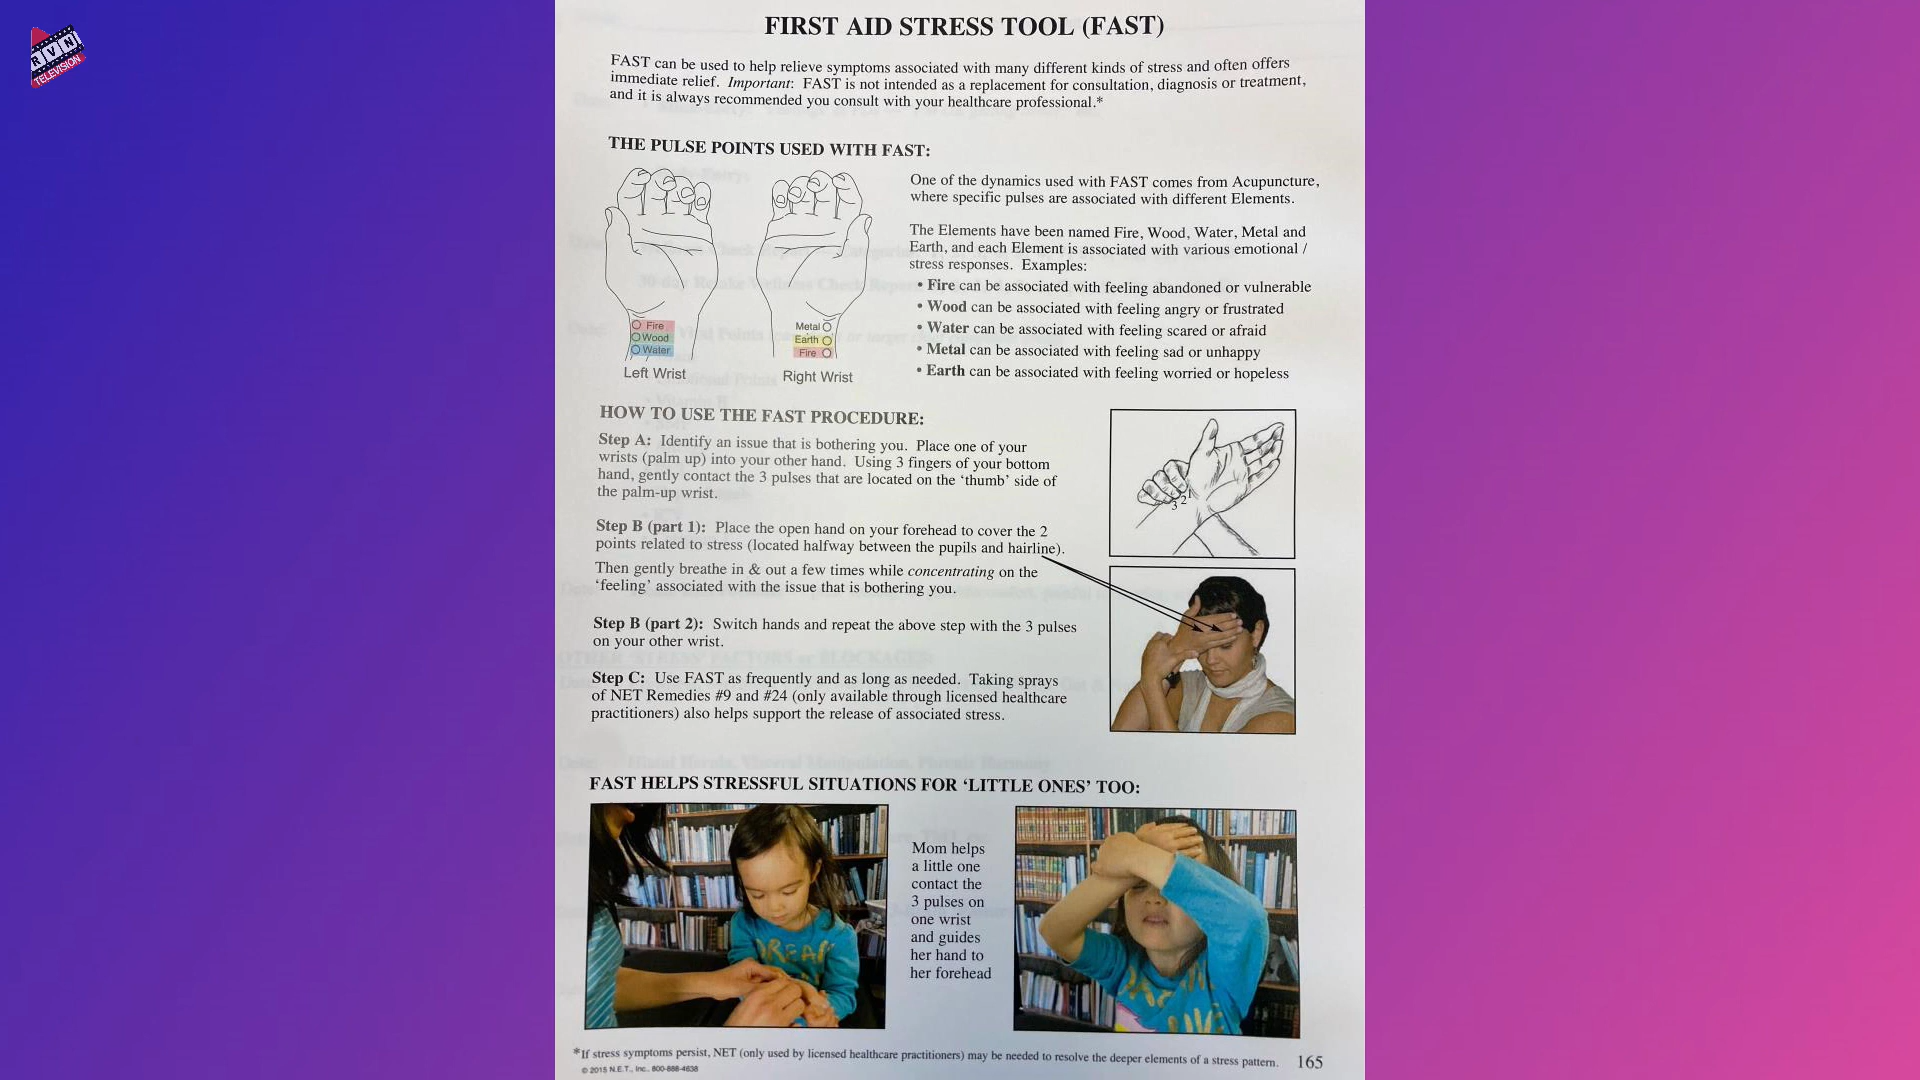 RVN
TELEVISION
FIRST AID STRESS TOOL (FAST)
FAST can be used to help relieve symptoms associated with many different kinds of stress and often offers
immediate relief. Important: FAST is not intended as a replacement for consultation, diagnosis or treatment,
and it is always recommended you consult with your healthcare professional.*
THE PULSE POINTS USED WITH FAST:
Fire
Wood
Water
Left Wrist
Metal
Earth
Fire
Right Wrist
One of the dynamics used with FAST comes from Acupuncture,
where specific pulses are associated with different Elements.
The Elements have been named Fire, Wood, Water, Metal and
Earth, and each Element is associated with various emotional /
stress responses. Examples:
• Fire can be associated with feeling abandoned or vulnerable
• Wood can be associated with feeling angry or frustrated
• Water can be associated with feeling scared or afraid
• Metal can be associated with feeling sad or unhappy
• Earth can be associated with feeling worried or hopeless
HOW TO USE THE FAST PROCEDURE:
Step A: Identify an issue that is bothering you. Place one of your
wrists (palm up) into your other hand. Using 3 fingers of your bottom
hand, gently contact the 3 pulses that are located on the ‘thumb’ side of
the palm-up wrist.
3 2 1
Step B (part 1): Place the open hand on your forehead to cover the 2
points related to stress (located halfway between the pupils and hairline).
Then gently breathe in & out a few times while concentrating on the
‘feeling’ associated with the issue that is bothering you.
Step B (part 2): Switch hands and repeat the above step with the 3 pulses
on your other wrist.
Step C: Use FAST as frequently and as long as needed. Taking sprays
of NET Remedies #9 and #24 (only available through licensed healthcare
practitioners) also helps support the release of associated stress.
FAST HELPS STRESSFUL SITUATIONS FOR ‘LITTLE ONES’ TOO:
DREAM
Mom helps
a little one
contact the
3 pulses on
one wrist
and guides
her hand to
her forehead
*If stress symptoms persist, NET (only used by licensed healthcare practitioners) may be needed to resolve the deeper elements of a stress pattern.
165
© 2015 N.E.T., Inc. 800-888-4638